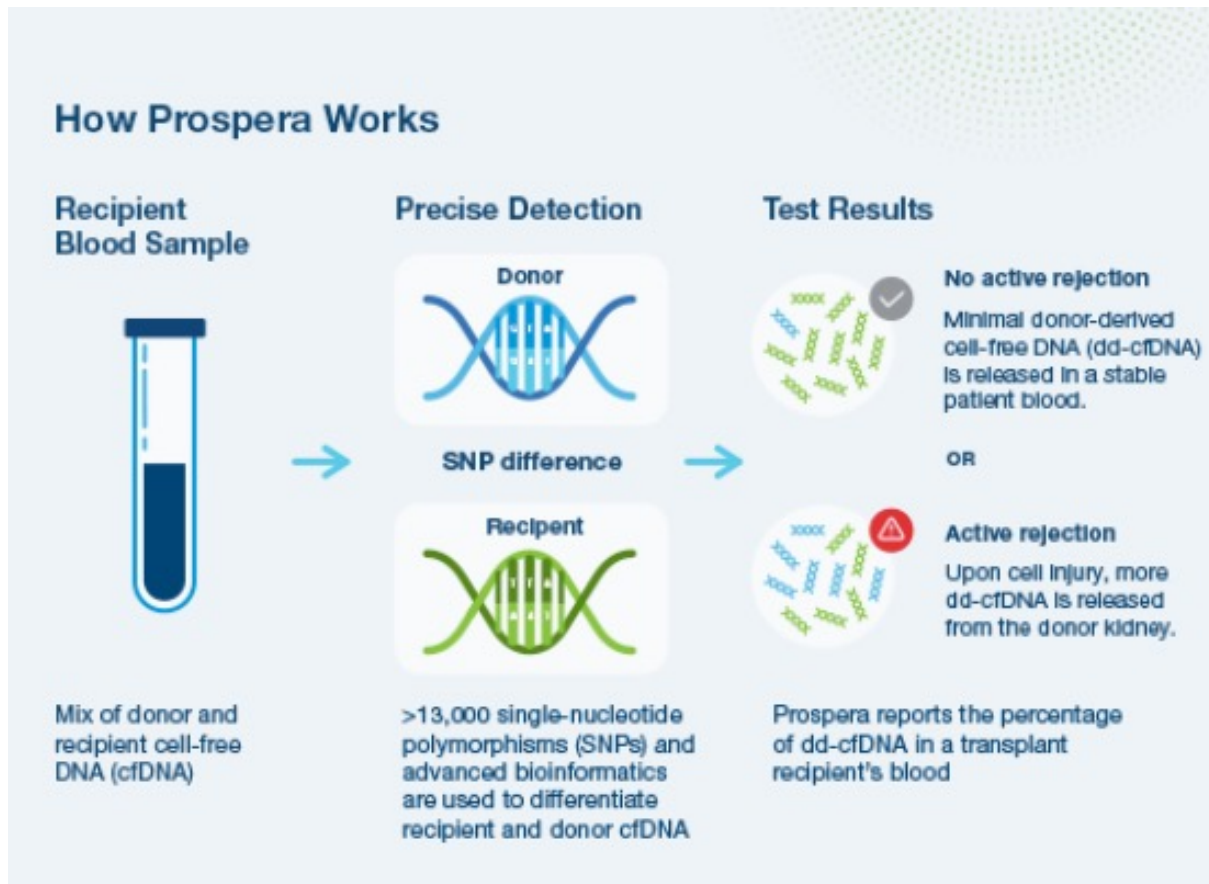 How Prospera Works
Recipient
Blood Sample
Mix of donor and
recipient cell-free
DNA (cfDNA)
Precise Detection
Donor
SNP difference
Recipent
>13,000 single-nucleotide
polymorphisms (SNPs) and
advanced bioinformatics
are used to differentiate
recipient and donor cfDNA
Test Results
No active rejection
Minimal donor-derived
cell-free DNA (dd-cfDNA)
is released in a stable
patient blood.
OR
Active rejection
Upon cell injury, more
dd-cfDNA is released
from the donor kidney.
Prospera reports the percentage
of dd-cfDNA in a transplant
recipient's blood